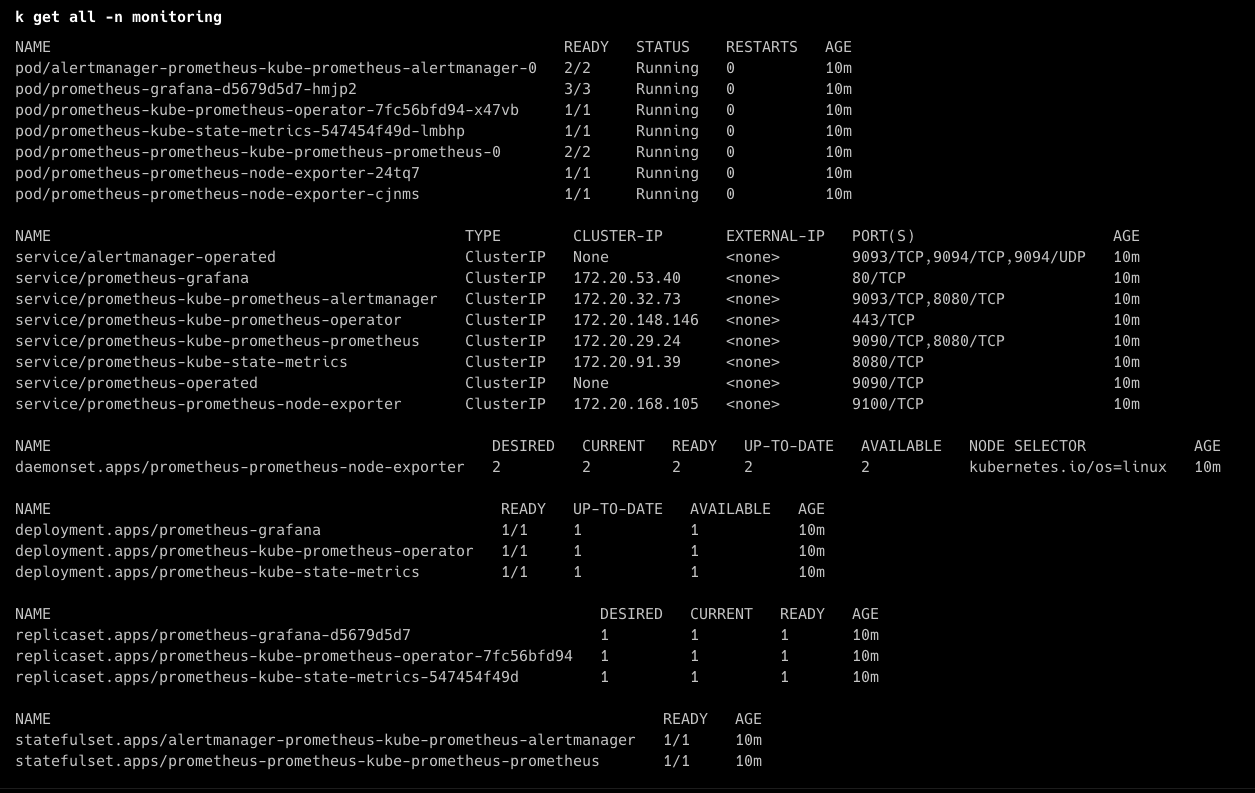 k get all -n monitoring
NAME READY STATUS RESTARTS AGE
pod/alertmanager-prometheus-kube-prometheus-alertmanager-0 2/2 Running 0 10m
pod/prometheus-grafana-d5679d5d7-hmjp2 3/3 Running 0 10m
pod/prometheus-kube-prometheus-operator-7fc56bfd94-x47vb 1/1 Running 0 10m
pod/prometheus-kube-state-metrics-547454f49d-lmbhp 1/1 Running 0 10m
pod/prometheus-prometheus-kube-prometheus-prometheus-0 2/2 Running 0 10m
pod/prometheus-prometheus-node-exporter-24tq7 1/1 Running 0 10m
pod/prometheus-prometheus-node-exporter-cjnms 1/1 Running 0 10m
NAME TYPE CLUSTER-IP EXTERNAL-IP PORT(S) AGE
service/alertmanager-operated ClusterIP None <none> 9093/TCP,9094/TCP,9094/UDP 10m
service/prometheus-grafana ClusterIP 172.20.53.40 <none> 80/TCP 10m
service/prometheus-kube-prometheus-alertmanager ClusterIP 172.20.32.73 <none> 9093/TCP,8080/TCP 10m
service/prometheus-kube-prometheus-operator ClusterIP 172.20.148.146 <none> 443/TCP 10m
service/prometheus-kube-prometheus-prometheus ClusterIP 172.20.29.24 <none> 9090/TCP,8080/TCP 10m
service/prometheus-kube-state-metrics ClusterIP 172.20.91.39 <none> 8080/TCP 10m
service/prometheus-operated ClusterIP None <none> 9090/TCP 10m
service/prometheus-prometheus-node-exporter ClusterIP 172.20.168.105 <none> 9100/TCP 10m
NAME DESIRED CURRENT READY UP-TO-DATE AVAILABLE NODE SELECTOR AGE
daemonset.apps/prometheus-prometheus-node-exporter 2 2 2 2 2 kubernetes.io/os=linux 10m
NAME READY UP-TO-DATE AVAILABLE AGE
deployment.apps/prometheus-grafana 1/1 1 1 10m
deployment.apps/prometheus-kube-prometheus-operator 1/1 1 1 10m
deployment.apps/prometheus-kube-state-metrics 1/1 1 1 10m
NAME DESIRED CURRENT READY AGE
replicaset.apps/prometheus-grafana-d5679d5d7 1 1 1 10m
replicaset.apps/prometheus-kube-prometheus-operator-7fc56bfd94 1 1 1 10m
replicaset.apps/prometheus-kube-state-metrics-547454f49d 1 1 1 10m
NAME READY AGE
statefulset.apps/alertmanager-prometheus-kube-prometheus-alertmanager 1/1 10m
statefulset.apps/prometheus-prometheus-kube-prometheus-prometheus 1/1 10m